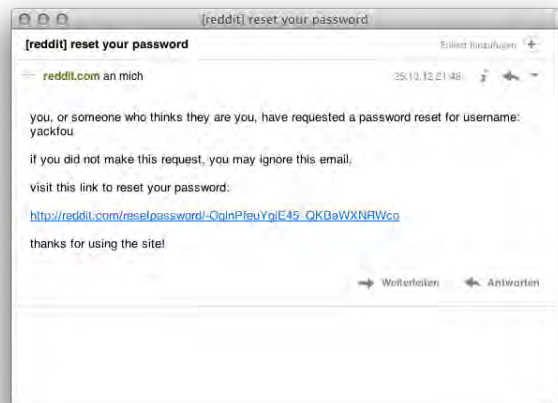 [reddit] reset your password
[reddit] reset your password
reddit.com an mich
25.10.12 21:48
you, or someone who thinks they are you, have requested a password reset for username:
yackfou
if you did not make this request, you may ignore this email.
visit this link to reset your password:
thanks for using the site!
Weiterleiten Antworten